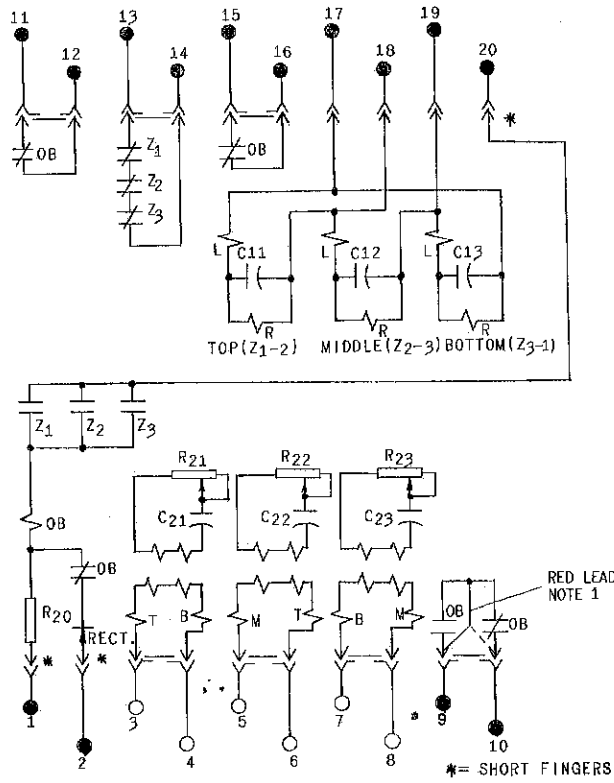 11 12 13 14 15 16 17 18 19 20
*
OB Z1 OB
Z2
Z3
L C11 L C12 L C13
R R R
TOP(Z1-2) MIDDLE(Z2-3) BOTTOM(Z3-1)
Z1 Z2 Z3
R21 R22 R23
C21 C22 C23
OB
OB
R20 RECT. T B M T B M OB OB
RED LEAD
NOTE 1
* *
1 2 3 4 5 6 7 8 9 10
*= SHORT FINGERS